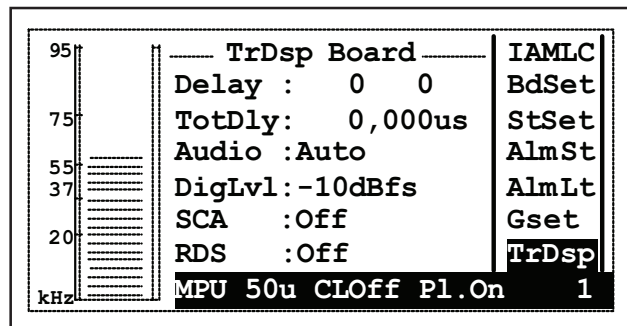 95
75
55
37
20
kHz
TrDsp Board
Delay : 0 0
TotDly: 0,000us
Audio :Auto
DigLvl:-10dBfs
SCA :Off
RDS :Off
IAMLC
BdSet
StSet
AlmSt
AlmLt
Gset
TrDsp
MPU 50u CLOff Pl.On 1